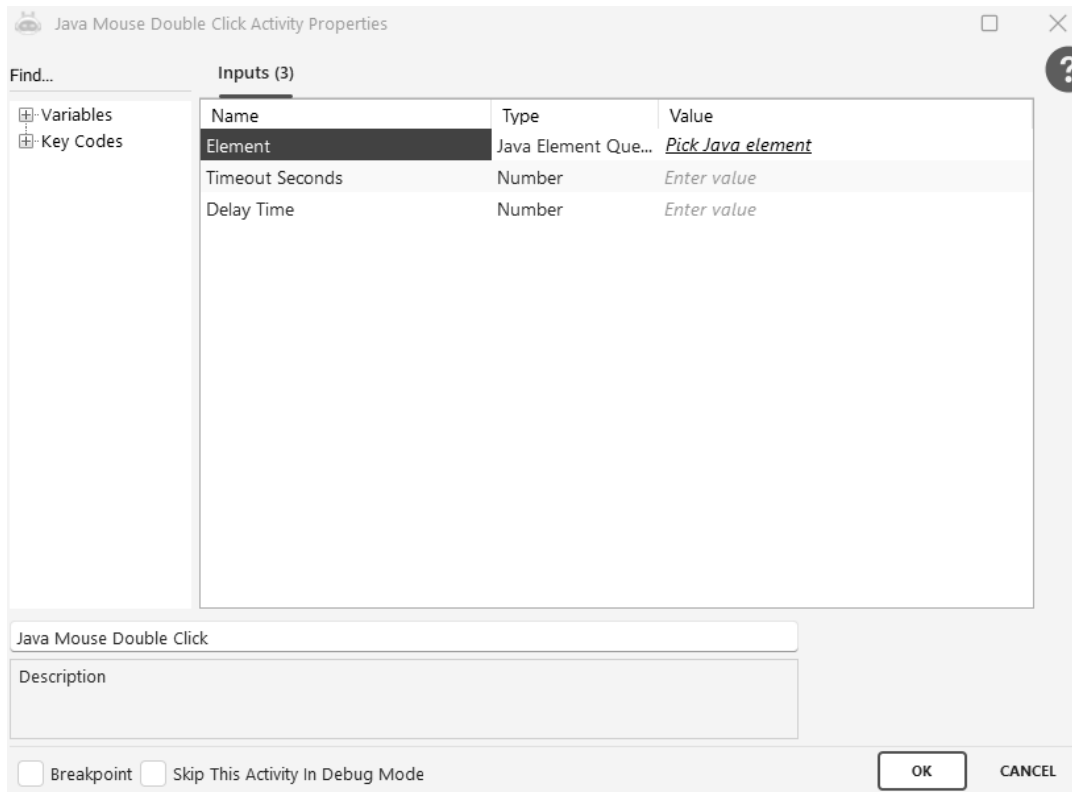 Java Mouse Double Click Activity Properties
?
Find...
Inputs (3)
Variables
Key Codes
Name Type Value
Element Java Element Que... Pick Java element
Timeout Seconds Number Enter value
Delay Time Number Enter value
Java Mouse Double Click
Description
Breakpoint Skip This Activity In Debug Mode OK CANCEL